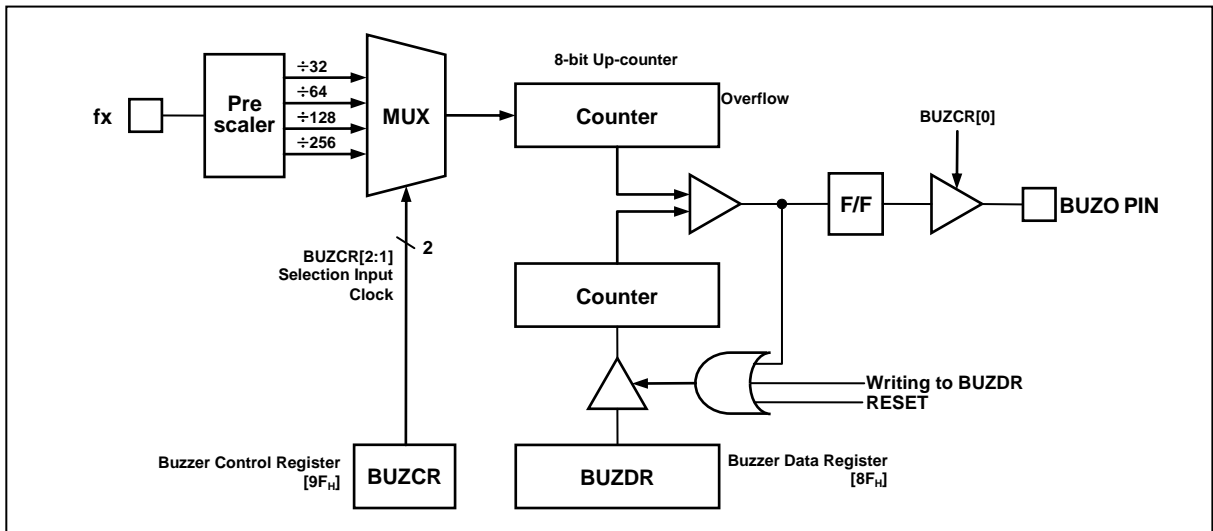 fx
Pre
scaler
÷32
÷64
÷128
÷256
MUX
8-bit Up-counter
Counter
Overflow
BUZCR[0]
F/F
BUZO PIN
2
BUZCR[2:1]
Selection Input
Clock
Counter
Writing to BUZDR
RESET
Buzzer Control Register
[9F_H]
BUZCR
BUZDR
Buzzer Data Register
[8F_H]